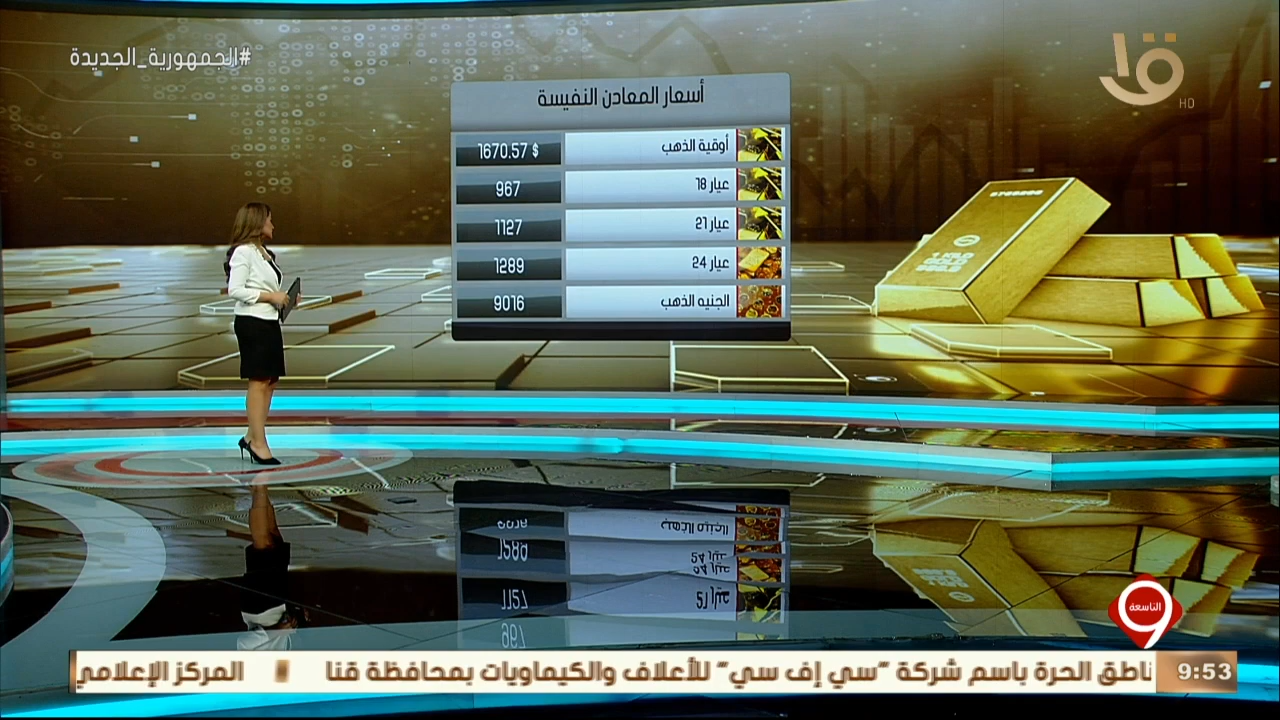 #الجمهورية_الجديدة
HD
أسعار المعادن النفيسة
أوقية الذهب 1670.57 $
عيار 18 967
عيار 21 1127
عيار 24 1289
الجنيه الذهب 9016
التاسعة
9
9:53 ناطق الحرة باسم شركة "سي إف سي" للأعلاف والكيماويات بمحافظة قنا المركز الإعلامي